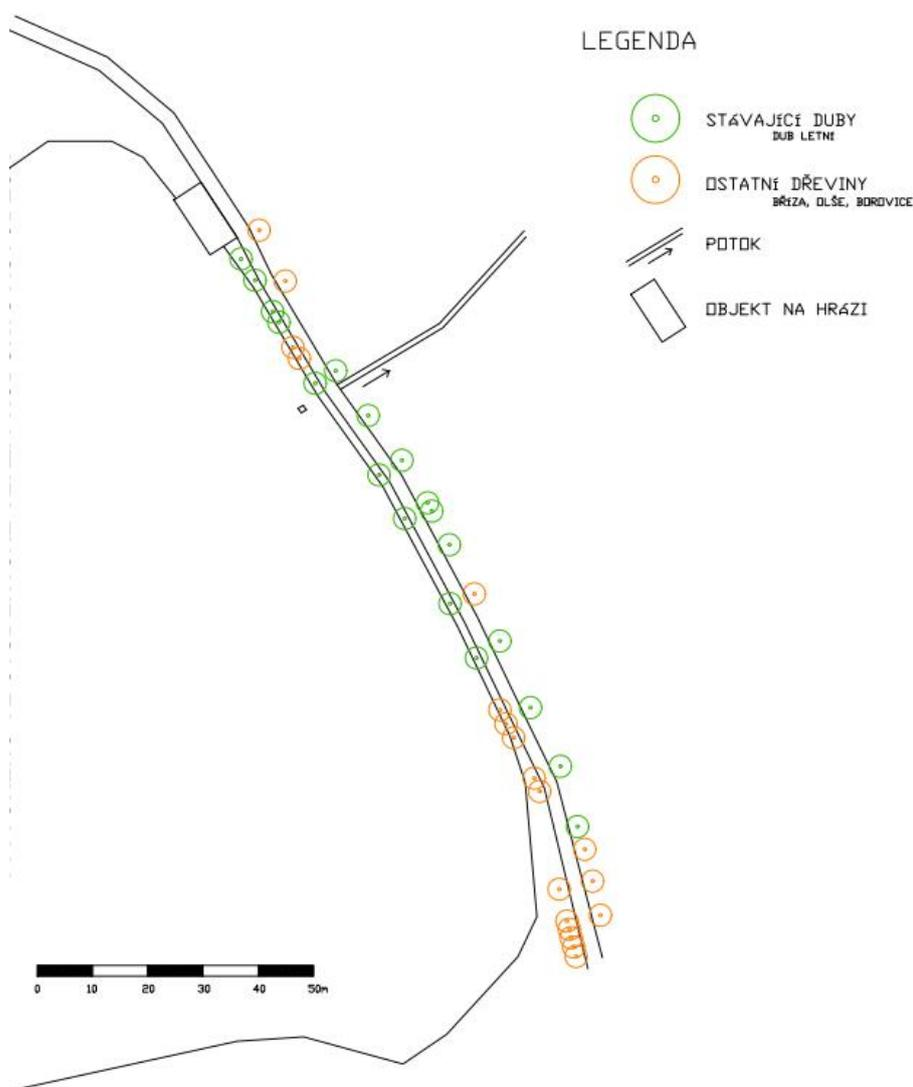 LEGENDA
STáVAJíCí DUBY
DUB LETNí
OSTATNí DŘEVINY
BŘíZA, OLŠE, BOROVICE
POTOK
OBJEKT NA HRáZI
0 10 20 30 40 50m